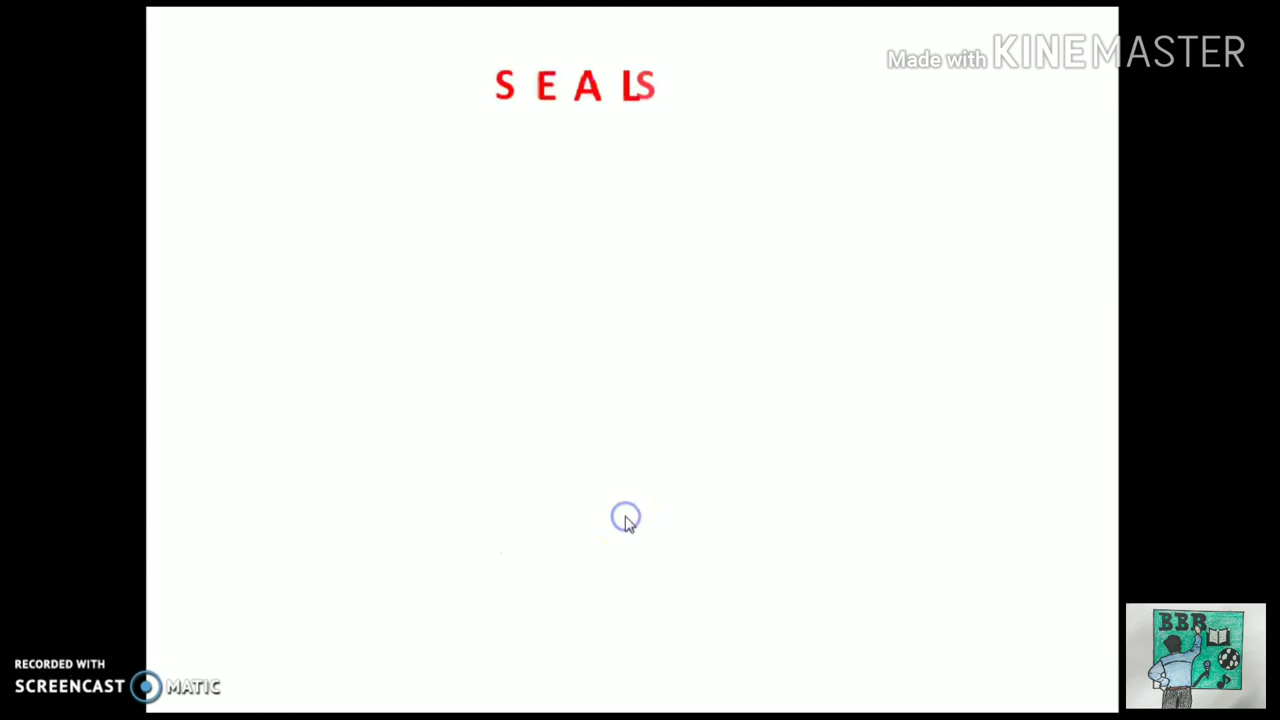 Made with KINEMASTER
S E A L S
BBR
RECORDED WITH
SCREENCAST MATIC